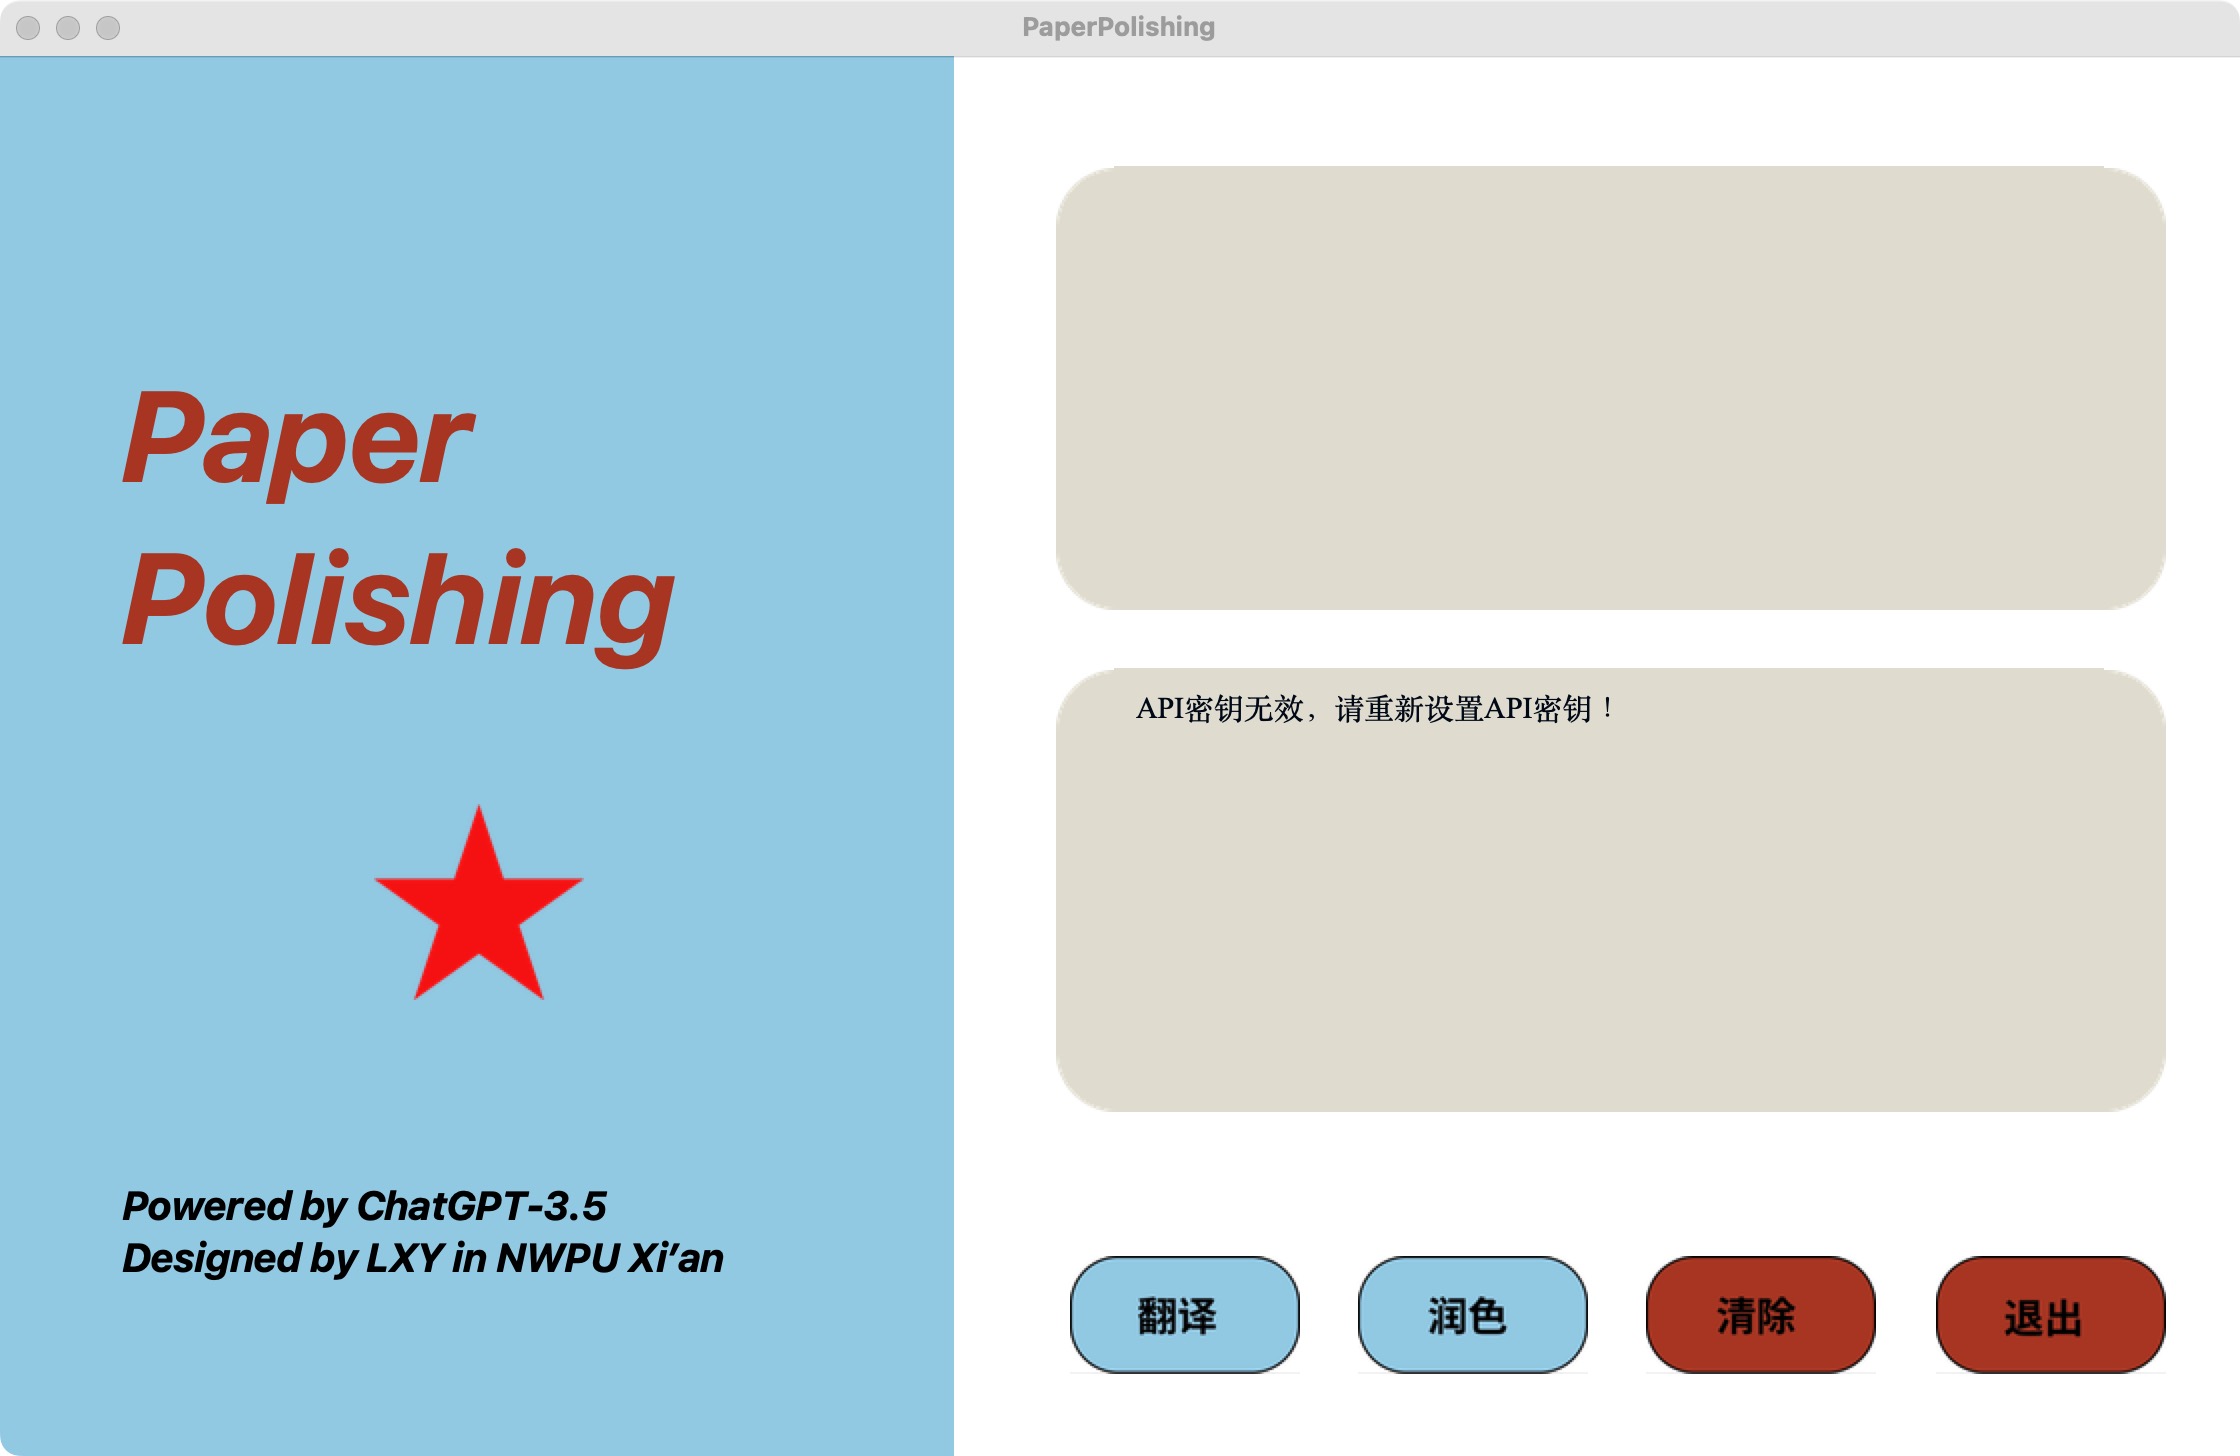 PaperPolishing
Paper
Polishing
Powered by ChatGPT-3.5
Designed by LXY in NWPU Xi’an
API密钥无效，请重新设置API密钥！
翻译
润色
清除
退出